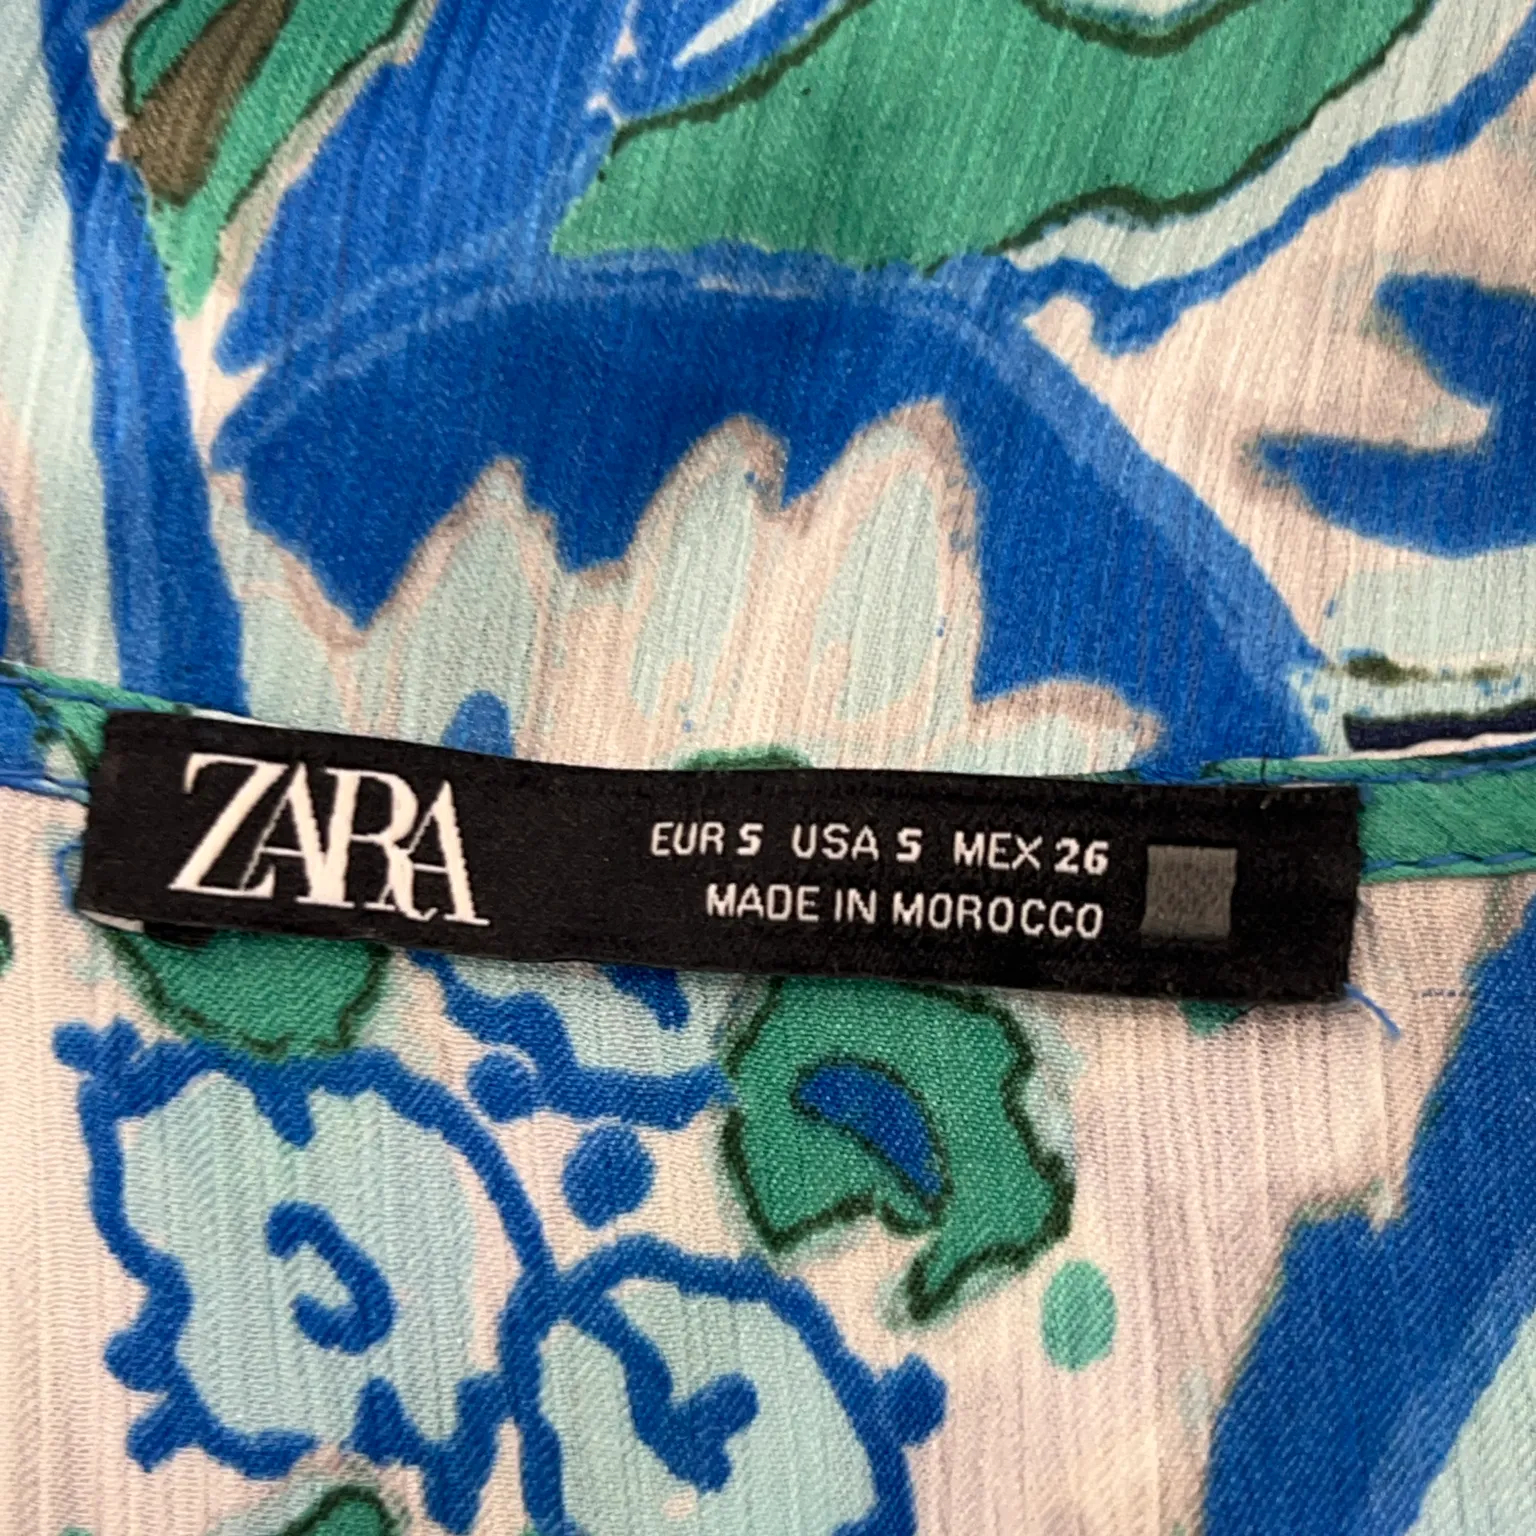 ZARA
EUR S USA S MEX 26
MADE IN MOROCCO